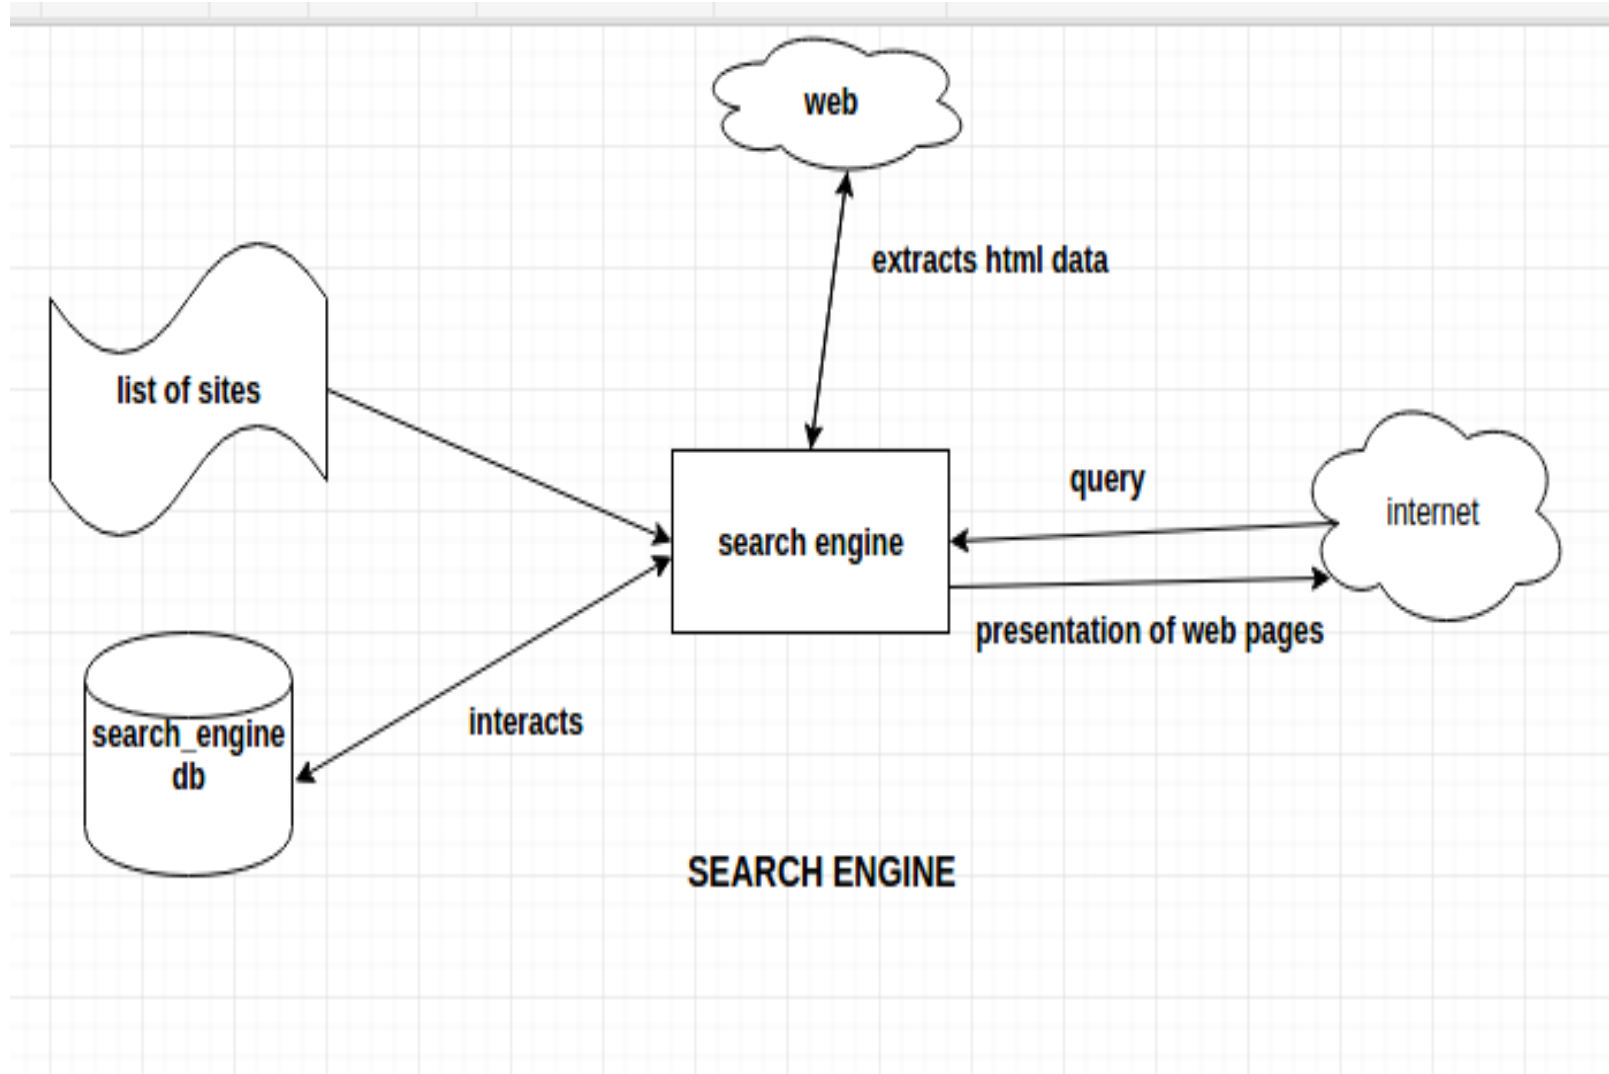 web
extracts html data
list of sites
query
internet
search engine
presentation of web pages
interacts
search_engine
db
SEARCH ENGINE